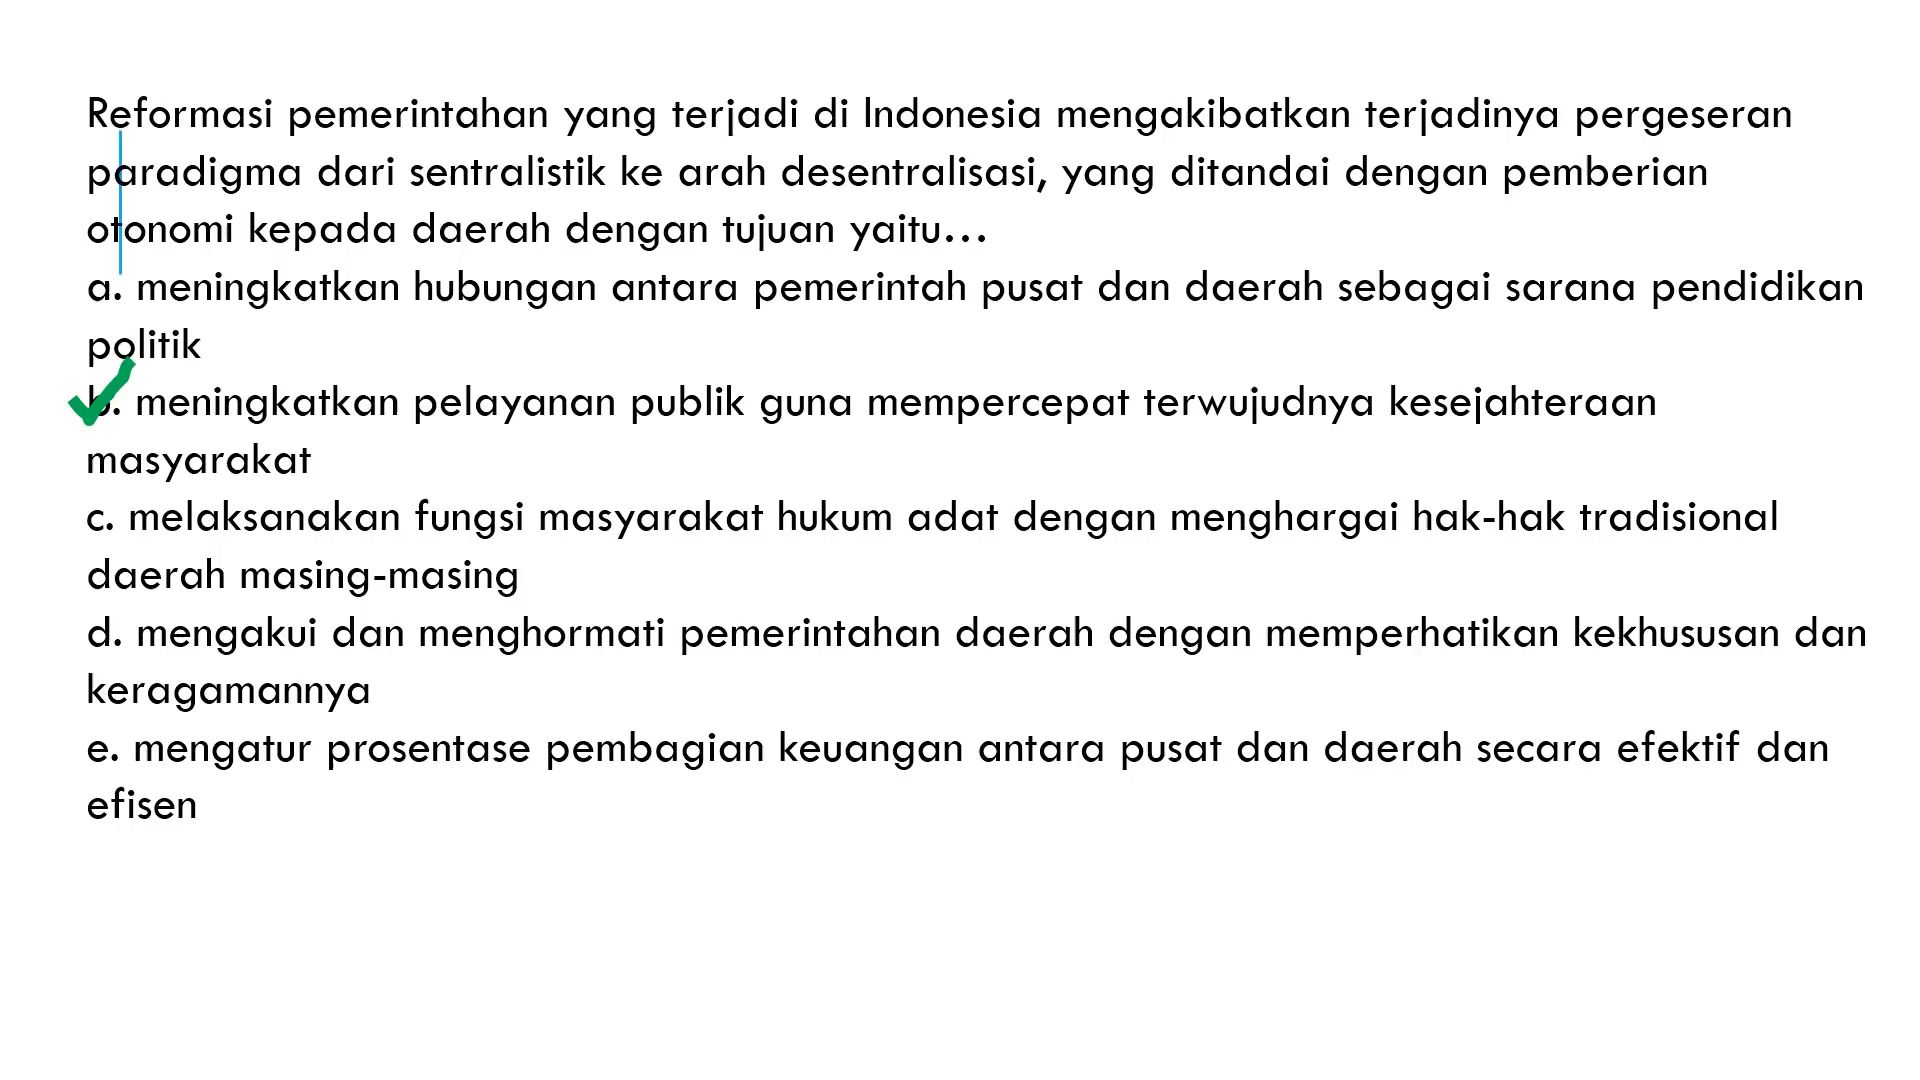 Reformasi pemerintahan yang terjadi di Indonesia mengakibatkan terjadinya pergeseran
paradigma dari sentralistik ke arah desentralisasi, yang ditandai dengan pemberian
otonomi kepada daerah dengan tujuan yaitu...
a. meningkatkan hubungan antara pemerintah pusat dan daerah sebagai sarana pendidikan
politik
b. meningkatkan pelayanan publik guna mempercepat terwujudnya kesejahteraan
masyarakat
c. melaksanakan fungsi masyarakat hukum adat dengan menghargai hak-hak tradisional
daerah masing-masing
d. mengakui dan menghormati pemerintahan daerah dengan memperhatikan kekhususan dan
keragamannya
e. mengatur prosentase pembagian keuangan antara pusat dan daerah secara efektif dan
efisen